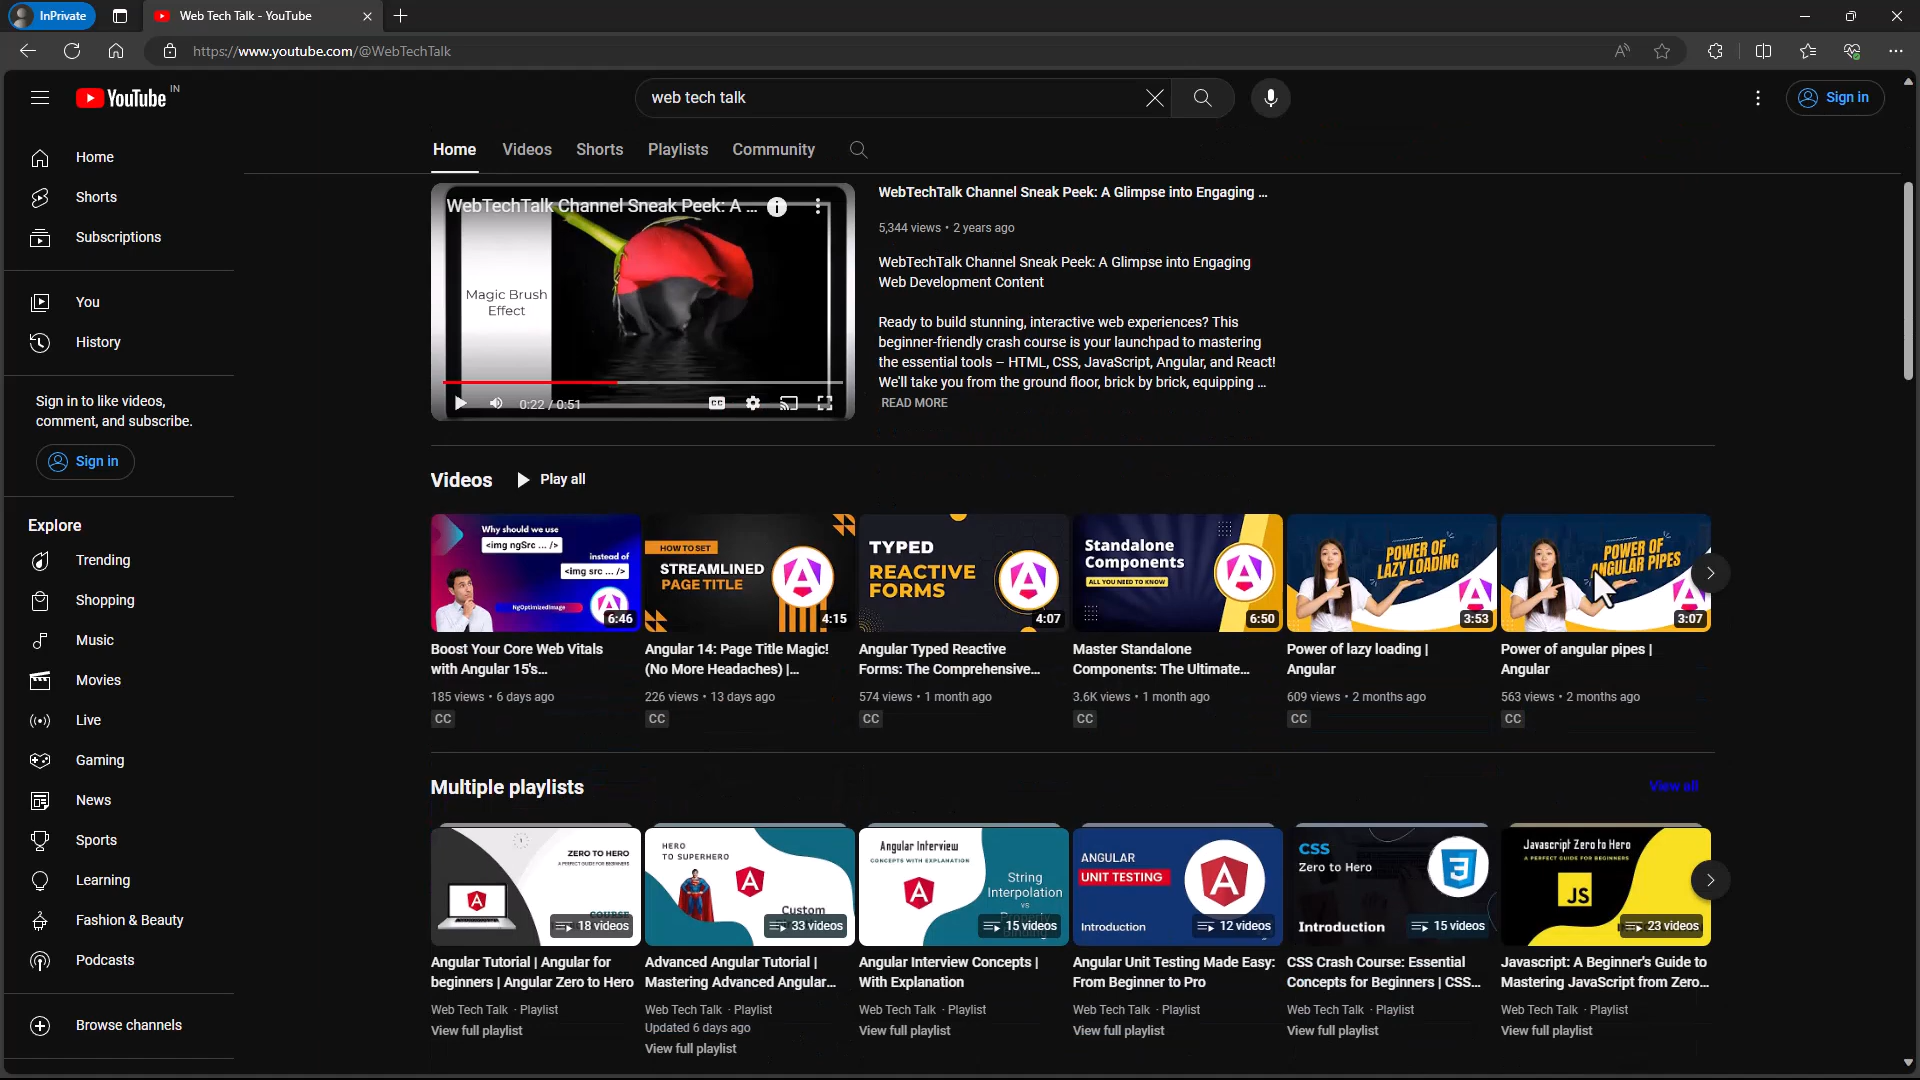 InPrivate
Web Tech Talk - YouTube
https://www.youtube.com/@WebTechTalk
YouTube IN
web tech talk
Sign in
Home
Shorts
Subscriptions
You
History
Sign in to like videos,
comment, and subscribe.
Sign in
Explore
Trending
Shopping
Music
Movies
Live
Gaming
News
Sports
Learning
Fashion & Beauty
Podcasts
Browse channels
Home Videos Shorts Playlists Community
WebTechTalk Channel Sneak Peek: A ...
Magic Brush
Effect
0:22 / 0:51
CC
WebTechTalk Channel Sneak Peek: A Glimpse into Engaging ...
5,344 views • 2 years ago
WebTechTalk Channel Sneak Peek: A Glimpse into Engaging
Web Development Content
Ready to build stunning, interactive web experiences? This
beginner-friendly crash course is your launchpad to mastering
the essential tools – HTML, CSS, JavaScript, Angular, and React!
We'll take you from the ground floor, brick by brick, equipping ...
READ MORE
Videos Play all
Why should we use
<img ngSrc ... />
instead of
<img src ... />
NgOptimizedImage
6:46
Boost Your Core Web Vitals
with Angular 15's...
185 views • 6 days ago
CC
HOW TO SET
STREAMLINED
PAGE TITLE
4:15
Angular 14: Page Title Magic!
(No More Headaches) |...
226 views • 13 days ago
CC
TYPED
REACTIVE
FORMS
4:07
Angular Typed Reactive
Forms: The Comprehensive...
574 views • 1 month ago
CC
Standalone
Components
ALL YOU NEED TO KNOW
6:50
Master Standalone
Components: The Ultimate...
3.6K views • 1 month ago
CC
POWER OF
LAZY LOADING
3:53
Power of lazy loading |
Angular
609 views • 2 months ago
CC
POWER OF
ANGULAR PIPES
3:07
Power of angular pipes |
Angular
563 views • 2 months ago
CC
Multiple playlists
View all
ZERO TO HERO
A PERFECT GUIDE FOR BEGINNERS
COURSE
18 videos
Angular Tutorial | Angular for
beginners | Angular Zero to Hero
Web Tech Talk · Playlist
View full playlist
HERO
TO SUPERHERO
Custom
33 videos
Advanced Angular Tutorial |
Mastering Advanced Angular...
Web Tech Talk · Playlist
Updated 6 days ago
View full playlist
Angular Interview
CONCEPTS WITH EXPLANATION
String
Interpolation
vs
15 videos
Angular Interview Concepts |
With Explanation
Web Tech Talk · Playlist
View full playlist
ANGULAR
UNIT TESTING
Introduction
12 videos
Angular Unit Testing Made Easy:
From Beginner to Pro
Web Tech Talk · Playlist
View full playlist
CSS
Zero to Hero
3
Introduction
15 videos
CSS Crash Course: Essential
Concepts for Beginners | CSS...
Web Tech Talk · Playlist
View full playlist
Javascript Zero to Hero
A PERFECT GUIDE FOR BEGINNERS
JS
23 videos
Javascript: A Beginner's Guide to
Mastering JavaScript from Zero...
Web Tech Talk · Playlist
View full playlist